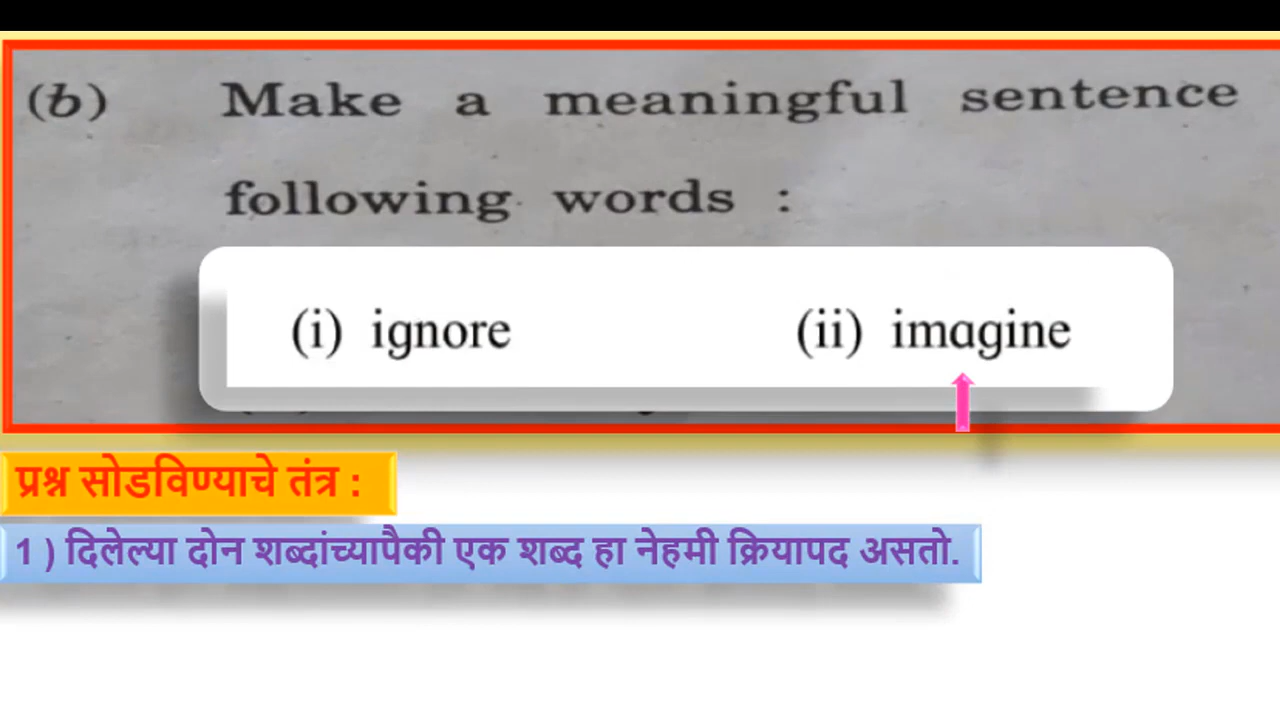 (b) Make a meaningful sentence
following words :
(i) ignore (ii) imagine
प्रश्न सोडविण्याचे तंत्र :
1 ) दिलेल्या दोन शब्दांच्यापैकी एक शब्द हा नेहमी क्रियापद असतो.